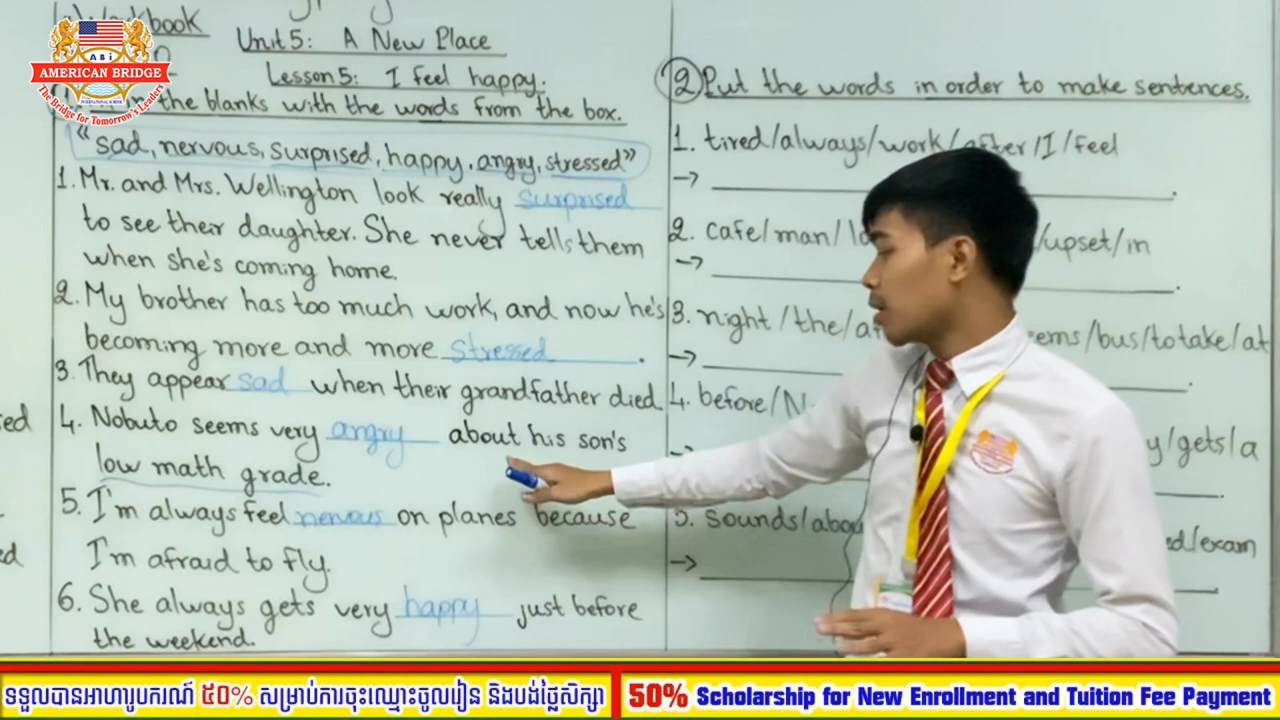 ABi
AMERICAN BRIDGE
INTERNATIONAL SCHOOL
The Bridge for Tomorrow's Leaders
Unit 5: A New Place
Lesson 5: I feel happy.
the blanks with the words from the box.
"sad, nervous, surprised, happy, angry, stressed"
1. Mr. and Mrs. Wellington look really surprised
to see their daughter. She never tells them
when she's coming home.
2. My brother has too much work, and now he's
becoming more and more stressed.
3. They appear sad when their grandfather died.
4. Nobuto seems very angry about his son's
low math grade.
5. I'm always feel nervous on planes because
I'm afraid to fly.
6. She always gets very happy just before
the weekend.
2 Put the words in order to make sentences.
1. tired/always/work/after/I/feel
→ .
2. cafe/man/ /upset/in
→ .
3. night/the/ /bus/to take/at
→ .
4. before/ /gets/a
→ .
5. sounds/ /exam
→ .
ទទួលបានអាហារូបករណ៍ ៥០% សម្រាប់ការចុះឈ្មោះចូលរៀន និងបង់ថ្លៃសិក្សា
50% Scholarship for New Enrollment and Tuition Fee Payment